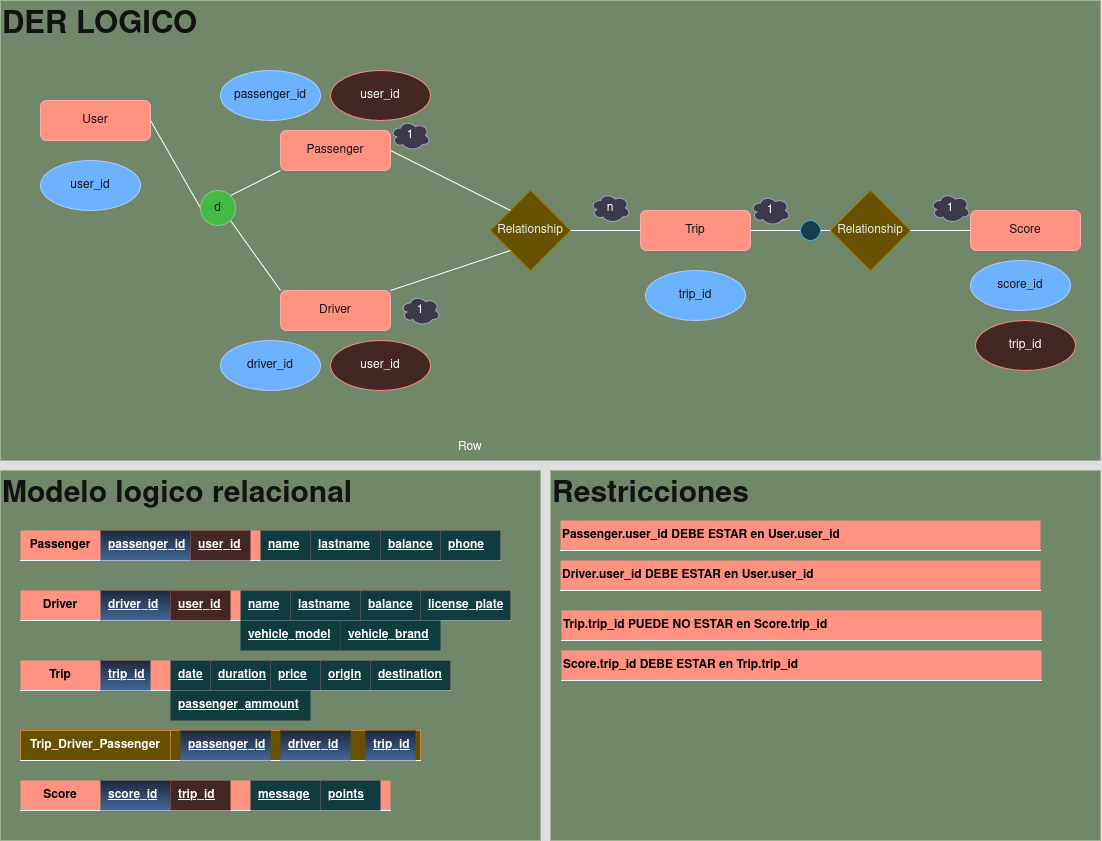 DER LOGICO
passenger_id
user_id
User
1
Passenger
user_id
d
n
1
1
Relationship
Trip
Relationship
Score
trip_id
score_id
Driver
1
trip_id
driver_id
user_id
Row
Modelo logico relacional
Passenger passenger_id user_id name lastname balance phone
Driver driver_id user_id name lastname balance license_plate
vehicle_model vehicle_brand
Trip trip_id date duration price origin destination
passenger_ammount
Trip_Driver_Passenger passenger_id driver_id trip_id
Score score_id trip_id message points
Restricciones
Passenger.user_id DEBE ESTAR en User.user_id
Driver.user_id DEBE ESTAR en User.user_id
Trip.trip_id PUEDE NO ESTAR en Score.trip_id
Score.trip_id DEBE ESTAR en Trip.trip_id